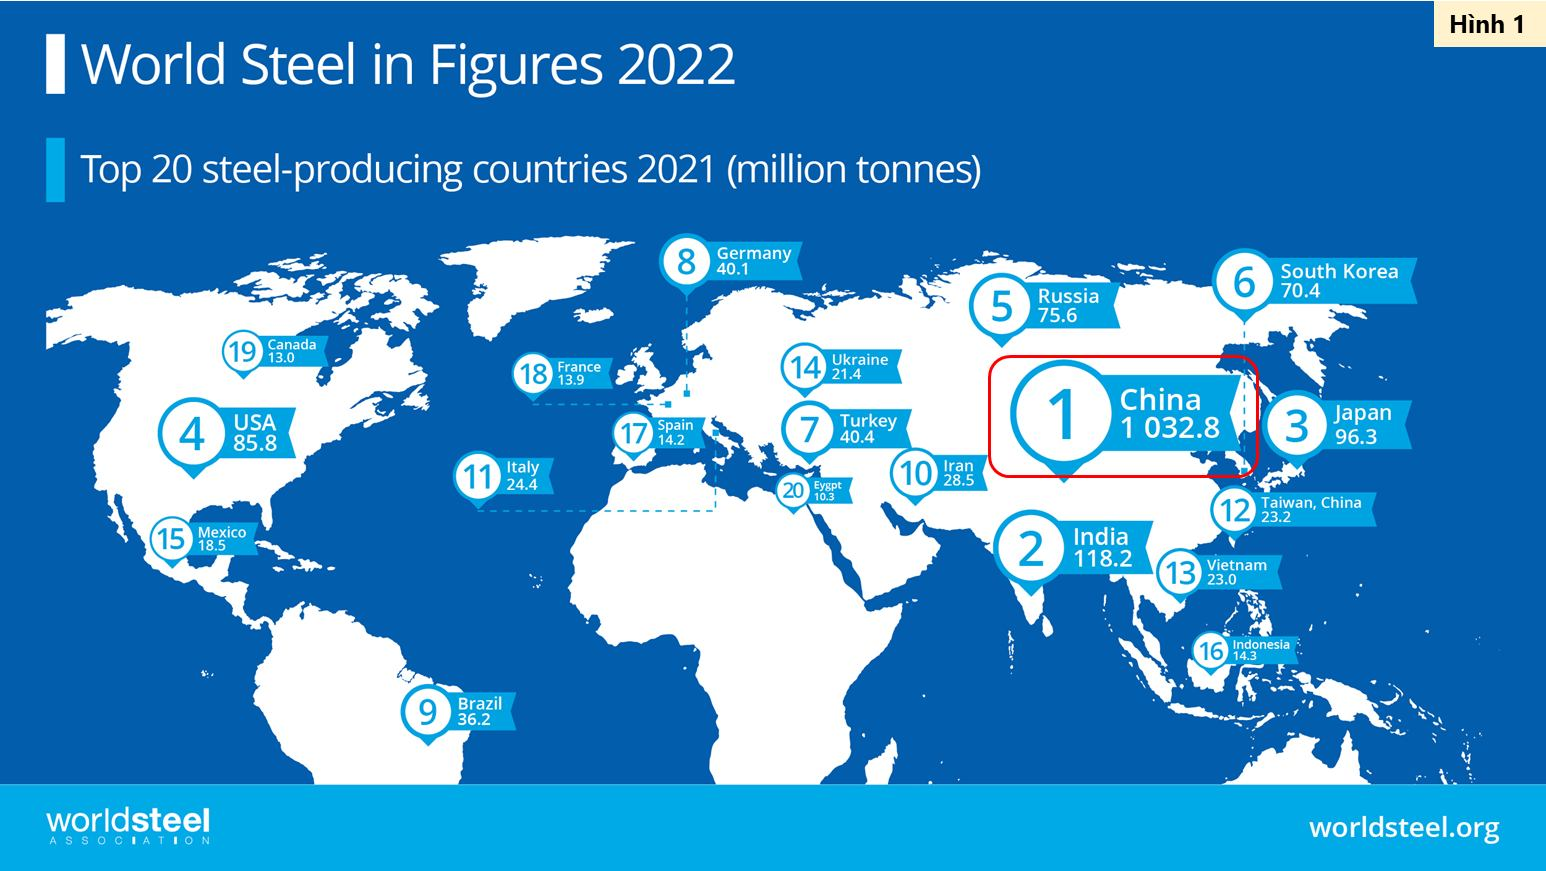 Hình 1
World Steel in Figures 2022
Top 20 steel-producing countries 2021 (million tonnes)
8
Germany
40.1
6
South Korea
70.4
5
Russia
75.6
19
Canada
13.0
18
France
13.9
14
Ukraine
21.4
1
China
1 032.8
4
USA
85.8
17
Spain
14.2
7
Turkey
40.4
3
Japan
96.3
11
Italy
24.4
10
Iran
28.5
20
Eygpt
10.3
12
Taiwan, China
23.2
15
Mexico
18.5
2
India
118.2
13
Vietnam
23.0
16
Indonesia
14.3
9
Brazil
36.2
worldsteel
ASSOCIATION
worldsteel.org